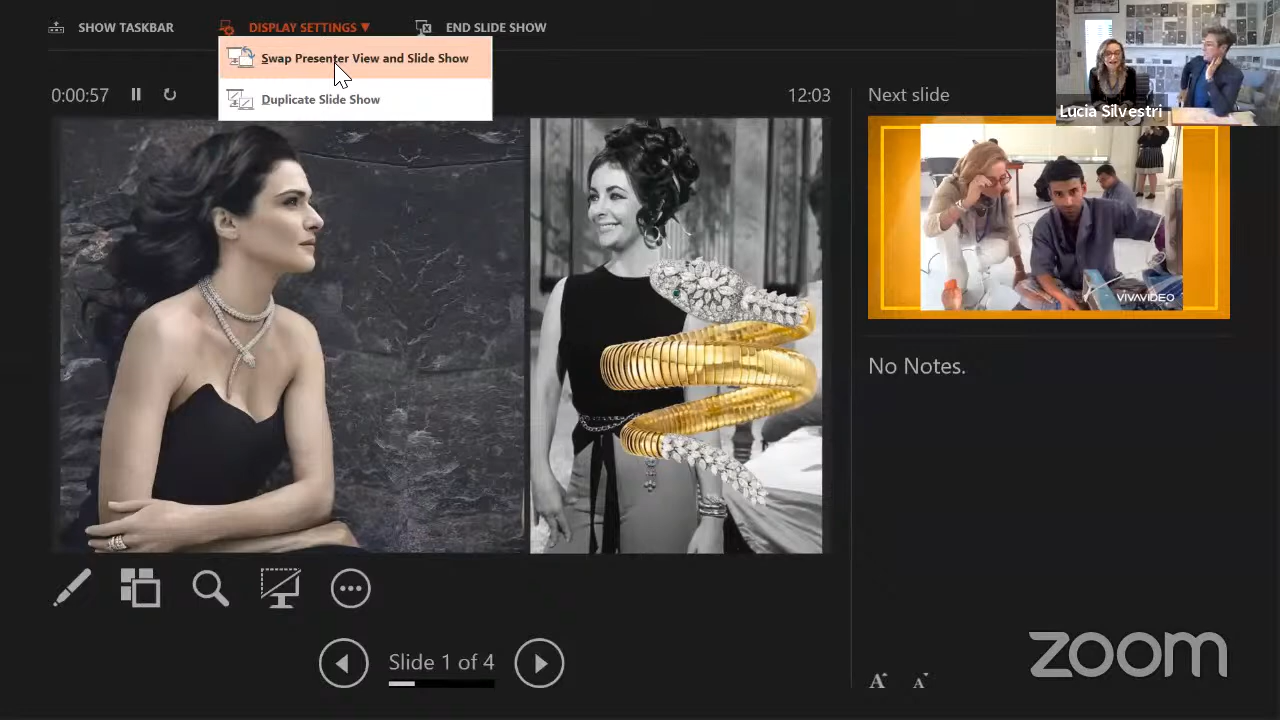 SHOW TASKBAR
DISPLAY SETTINGS ▼
END SLIDE SHOW
Swap Presenter View and Slide Show
Duplicate Slide Show
0:00:57
12:03
Next slide
Lucia Silvestri
VIVAVIDEO
No Notes.
Slide 1 of 4
A
A
zoom